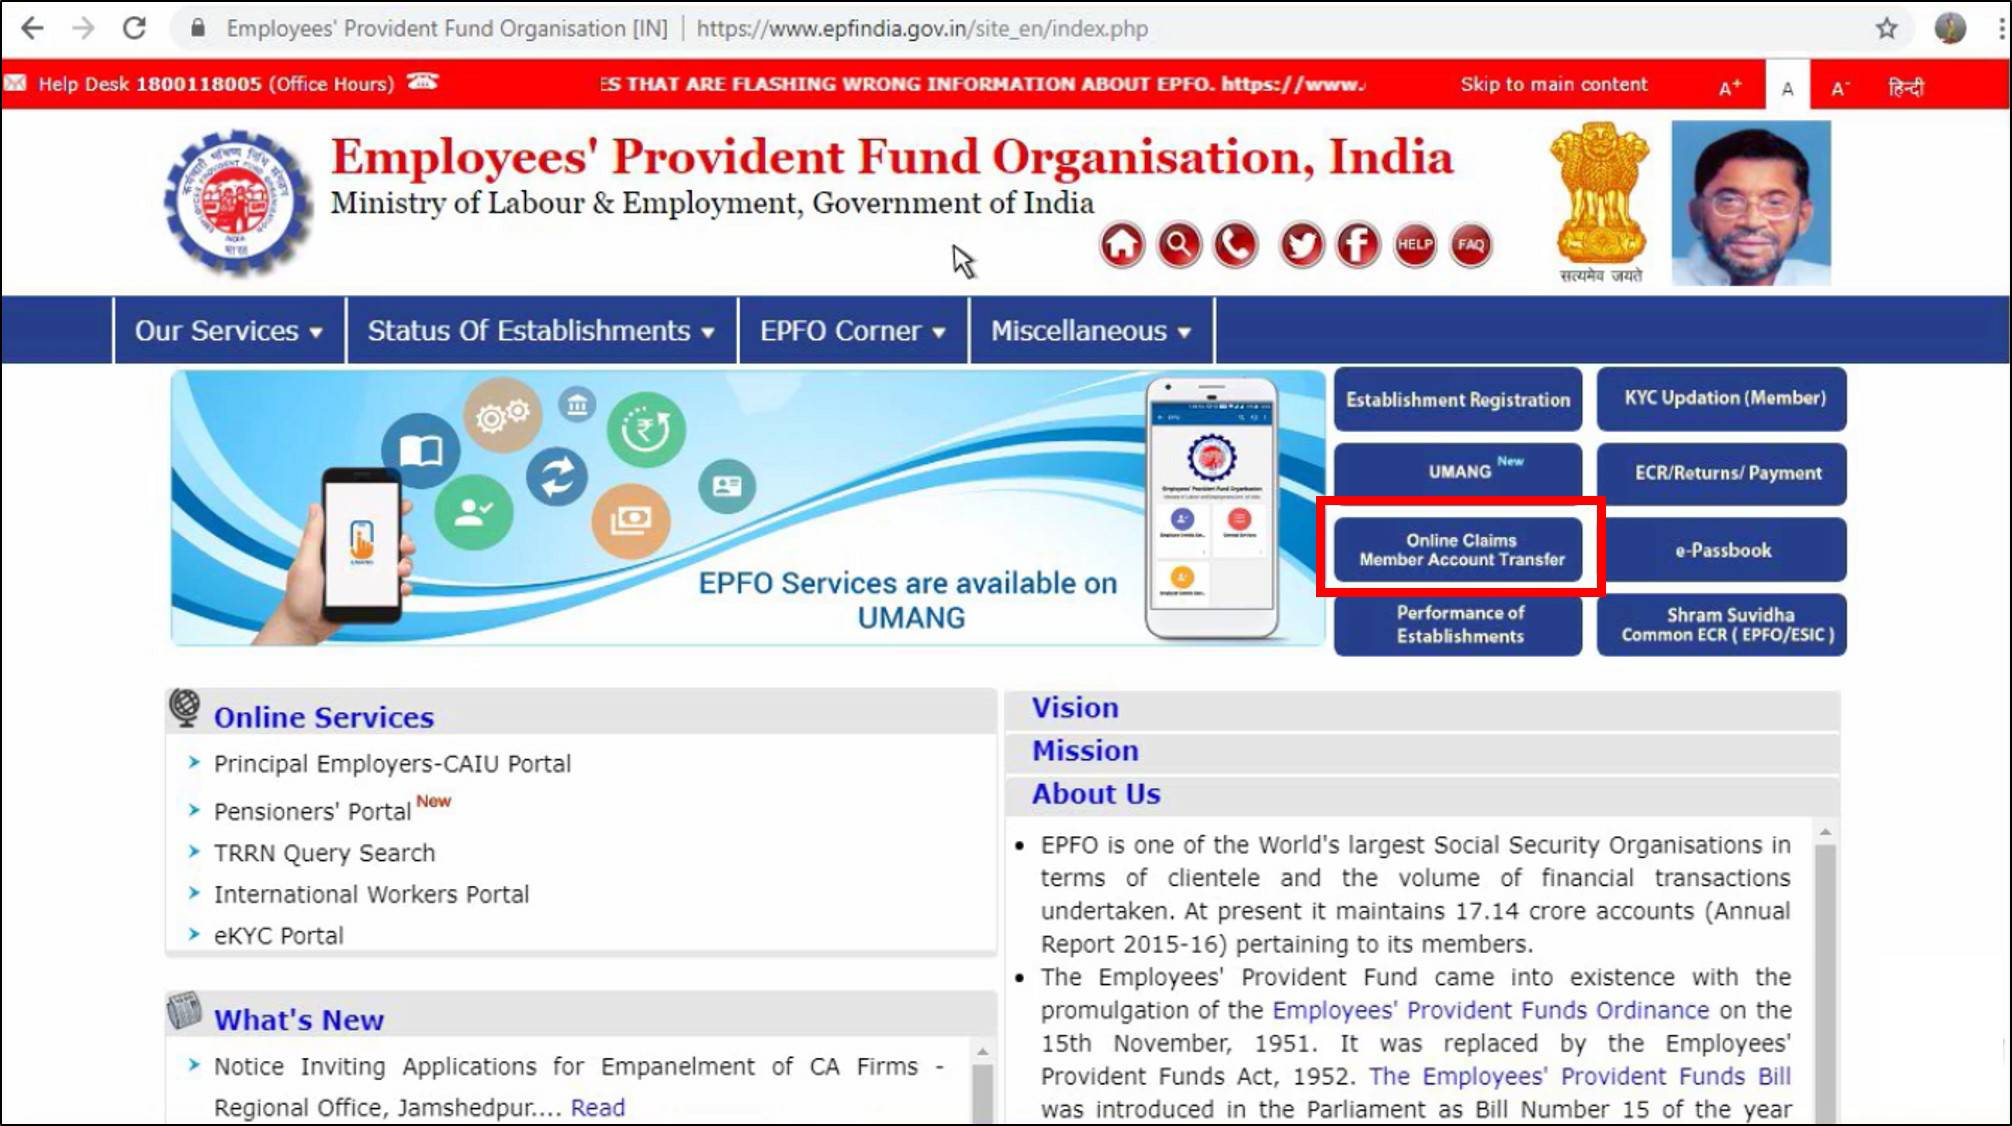 Employees' Provident Fund Organisation [IN] | https://www.epfindia.gov.in/site_en/index.php
Help Desk 1800118005 (Office Hours)
ES THAT ARE FLASHING WRONG INFORMATION ABOUT EPFO. https://www.
Skip to main content
A+
A
A-
हिन्दी
Employees' Provident Fund Organisation, India
Ministry of Labour & Employment, Government of India
HELP
FAQ
सत्यमेव जयते
Our Services
Status Of Establishments
EPFO Corner
Miscellaneous
EPFO Services are available on
UMANG
Establishment Registration
KYC Updation (Member)
UMANG New
ECR/Returns/ Payment
Online Claims
Member Account Transfer
e-Passbook
Performance of
Establishments
Shram Suvidha
Common ECR ( EPFO/ESIC )
Online Services
Principal Employers-CAIU Portal
Pensioners' Portal New
TRRN Query Search
International Workers Portal
eKYC Portal
What's New
Notice Inviting Applications for Empanelment of CA Firms -
Regional Office, Jamshedpur.... Read
Vision
Mission
About Us
EPFO is one of the World's largest Social Security Organisations in
terms of clientele and the volume of financial transactions
undertaken. At present it maintains 17.14 crore accounts (Annual
Report 2015-16) pertaining to its members.
The Employees' Provident Fund came into existence with the
promulgation of the Employees' Provident Funds Ordinance on the
15th November, 1951. It was replaced by the Employees'
Provident Funds Act, 1952. The Employees' Provident Funds Bill
was introduced in the Parliament as Bill Number 15 of the year